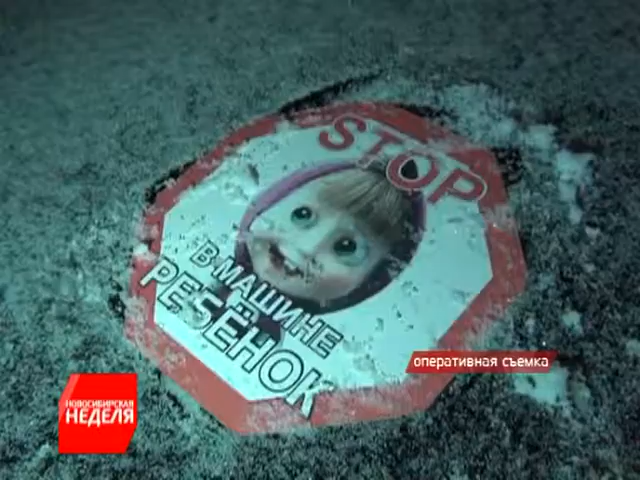 STOP
В МАШИНЕ
РЕБЁНОК
оперативная съемка
НОВОСИБИРСКАЯ
НЕДЕЛЯ